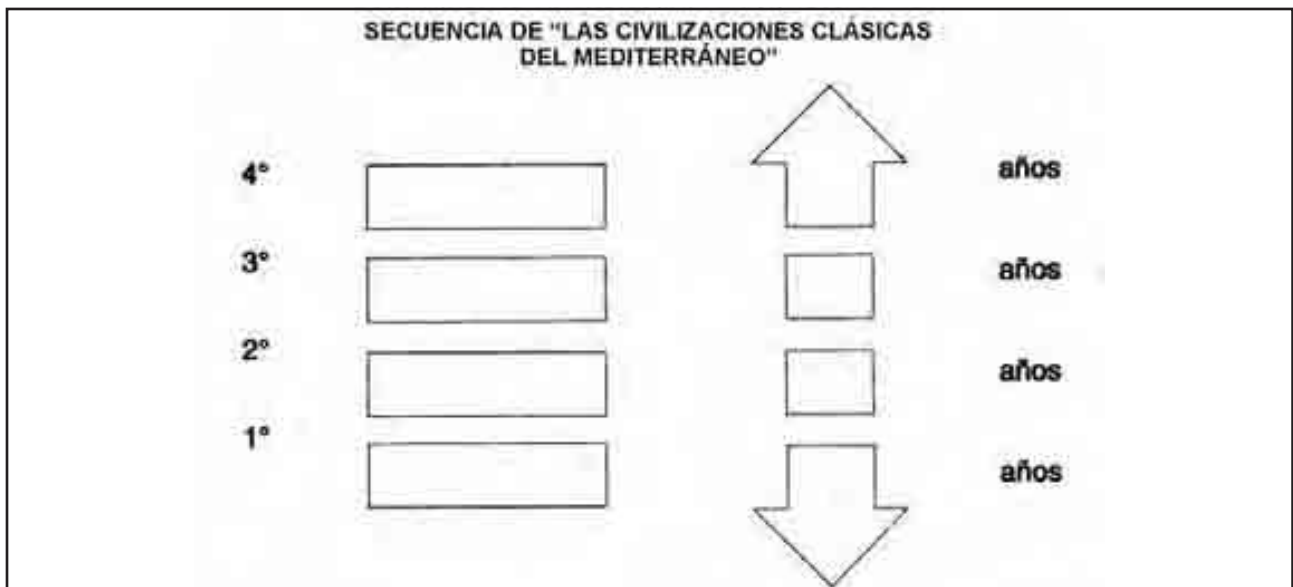 SECUENCIA DE "LAS CIVILIZACIONES CLÁSICAS
DEL MEDITERRÁNEO"
4° años
3° años
2° años
1° años